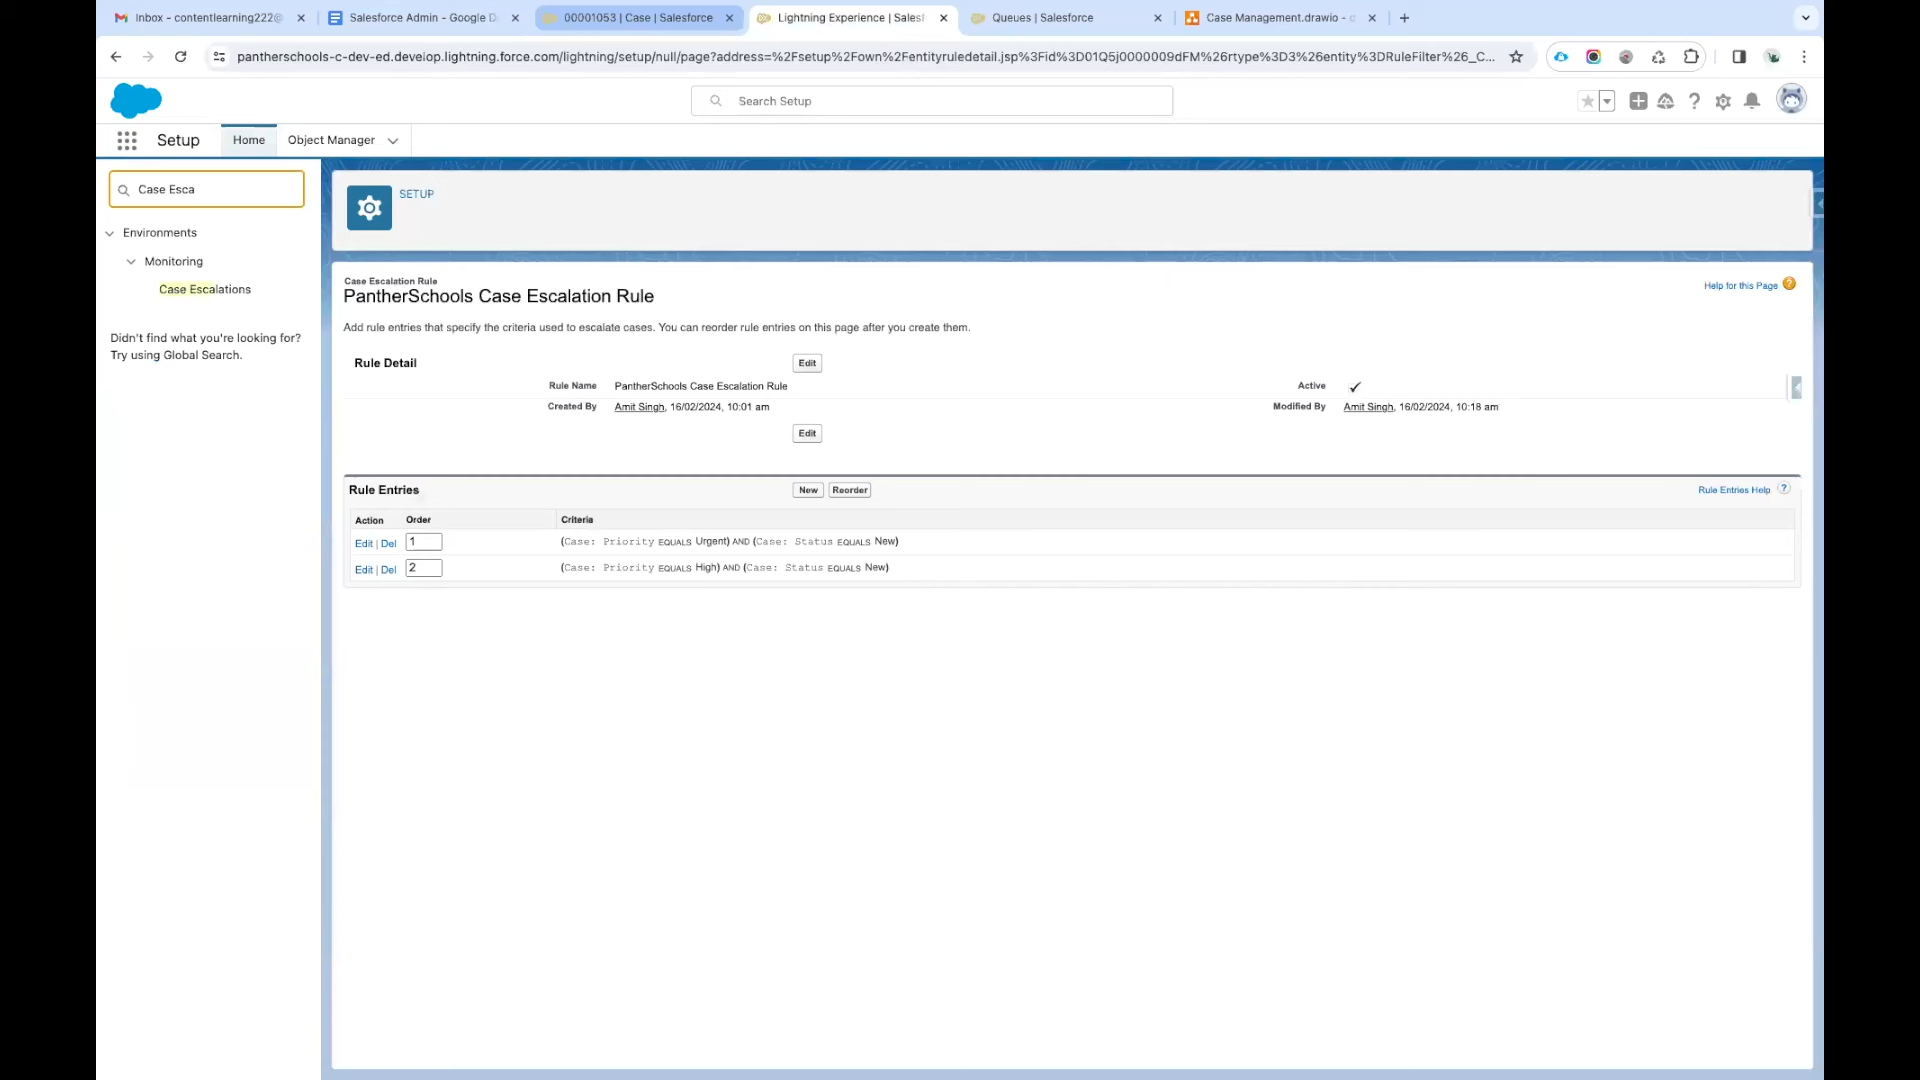 Inbox - contentlearning222@
Salesforce Admin - Google D
00001053 | Case | Salesforce
Lightning Experience | Salesf
Queues | Salesforce
Case Management.drawio - d
pantherschools-c-dev-ed.develop.lightning.force.com/lightning/setup/null/page?address=%2Fsetup%2Fown%2Fentityruledetail.jsp%3Fid%3D01Q5j0000009dFM%26rtype%3D3%26entity%3DRuleFilter%26_C...
Search Setup
Setup
Home
Object Manager
Case Esca
Environments
Monitoring
Case Escalations
Didn't find what you're looking for?
Try using Global Search.
SETUP
Case Escalation Rule
PantherSchools Case Escalation Rule
Help for this Page
Add rule entries that specify the criteria used to escalate cases. You can reorder rule entries on this page after you create them.
Rule Detail Edit
Rule Name PantherSchools Case Escalation Rule Active ✓
Created By Amit Singh, 16/02/2024, 10:01 am Modified By Amit Singh, 16/02/2024, 10:18 am
Edit
Rule Entries New Reorder Rule Entries Help ?
Action Order Criteria
Edit | Del 1 (Case: Priority EQUALS Urgent) AND (Case: Status EQUALS New)
Edit | Del 2 (Case: Priority EQUALS High) AND (Case: Status EQUALS New)